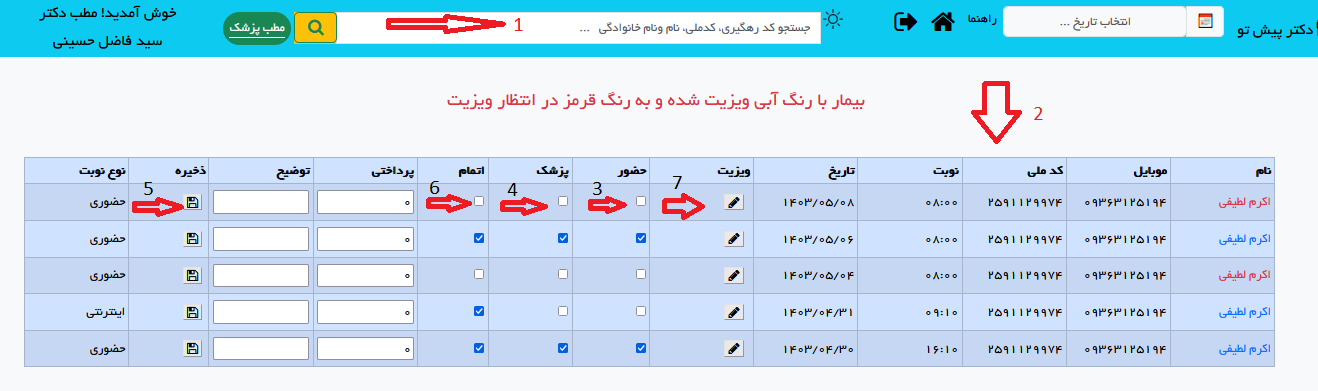 دکتر پیش تو
انتخاب تاریخ ...
راهنما
جستجو کد رهگیری، کدملی، نام ونام خانوادگی ...
1
مطب پزشک
خوش آمدید! مطب دکتر
سید فاضل حسینی
بیمار با رنگ آبی ویزیت شده و به رنگ قرمز در انتظار ویزیت
2
نام موبایل کد ملی نوبت تاریخ ویزیت حضور پزشک اتمام پرداختی توضیح ذخیره نوع نوبت
7 3 4 6 5
اکرم لطیفی ۰۹۳۶۳۱۲۵۱۹۴ ۲۵۹۱۱۲۹۹۷۴ ۰۸:۰۰ ۱۴۰۳/۰۵/۰۸ ۰ حضوری
اکرم لطیفی ۰۹۳۶۳۱۲۵۱۹۴ ۲۵۹۱۱۲۹۹۷۴ ۰۸:۰۰ ۱۴۰۳/۰۵/۰۶ ۰ حضوری
اکرم لطیفی ۰۹۳۶۳۱۲۵۱۹۴ ۲۵۹۱۱۲۹۹۷۴ ۰۸:۰۰ ۱۴۰۳/۰۵/۰۴ ۰ حضوری
اکرم لطیفی ۰۹۳۶۳۱۲۵۱۹۴ ۲۵۹۱۱۲۹۹۷۴ ۰۹:۱۰ ۱۴۰۳/۰۴/۳۱ ۰ اینترنتی
اکرم لطیفی ۰۹۳۶۳۱۲۵۱۹۴ ۲۵۹۱۱۲۹۹۷۴ ۱۶:۱۰ ۱۴۰۳/۰۴/۳۰ ۰ حضوری